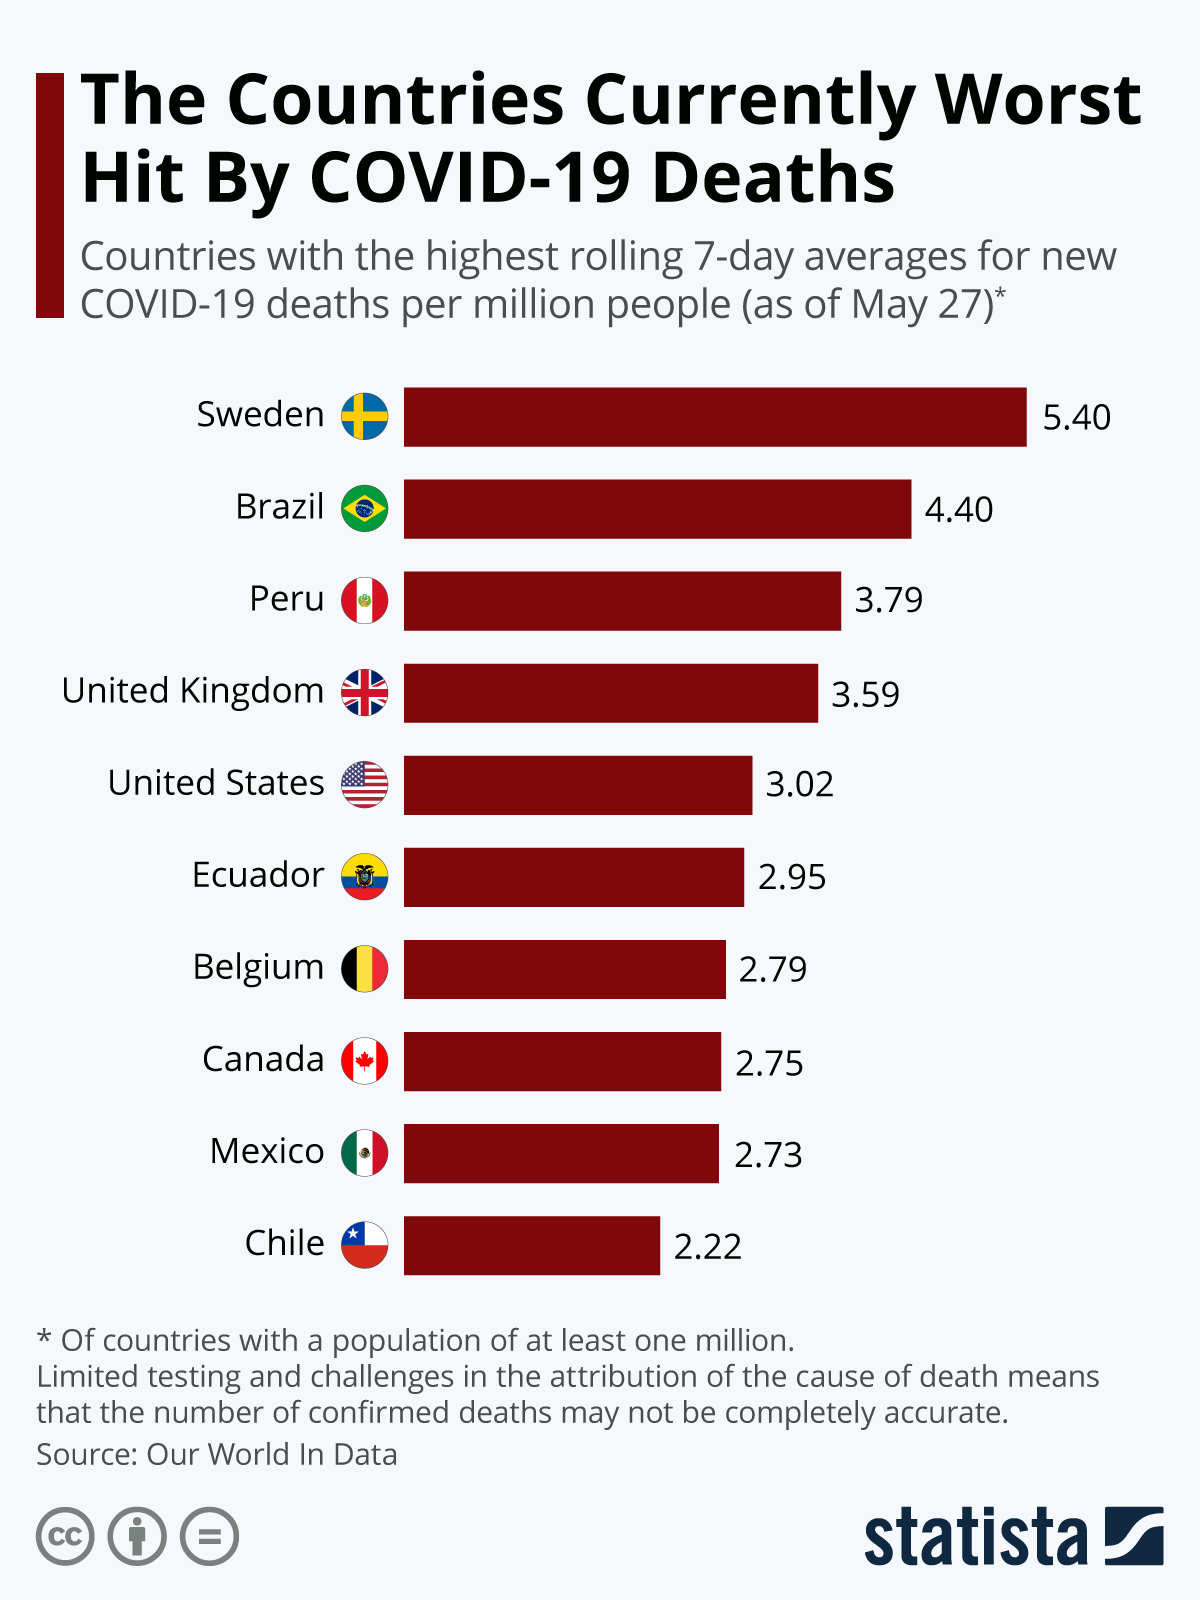 The Countries Currently Worst
Hit By COVID-19 Deaths
Countries with the highest rolling 7-day averages for new
COVID-19 deaths per million people (as of May 27)*
Sweden 5.40
Brazil 4.40
Peru 3.79
United Kingdom 3.59
United States 3.02
Ecuador 2.95
Belgium 2.79
Canada 2.75
Mexico 2.73
Chile 2.22
* Of countries with a population of at least one million.
Limited testing and challenges in the attribution of the cause of death means
that the number of confirmed deaths may not be completely accurate.
Source: Our World In Data
cc = statista